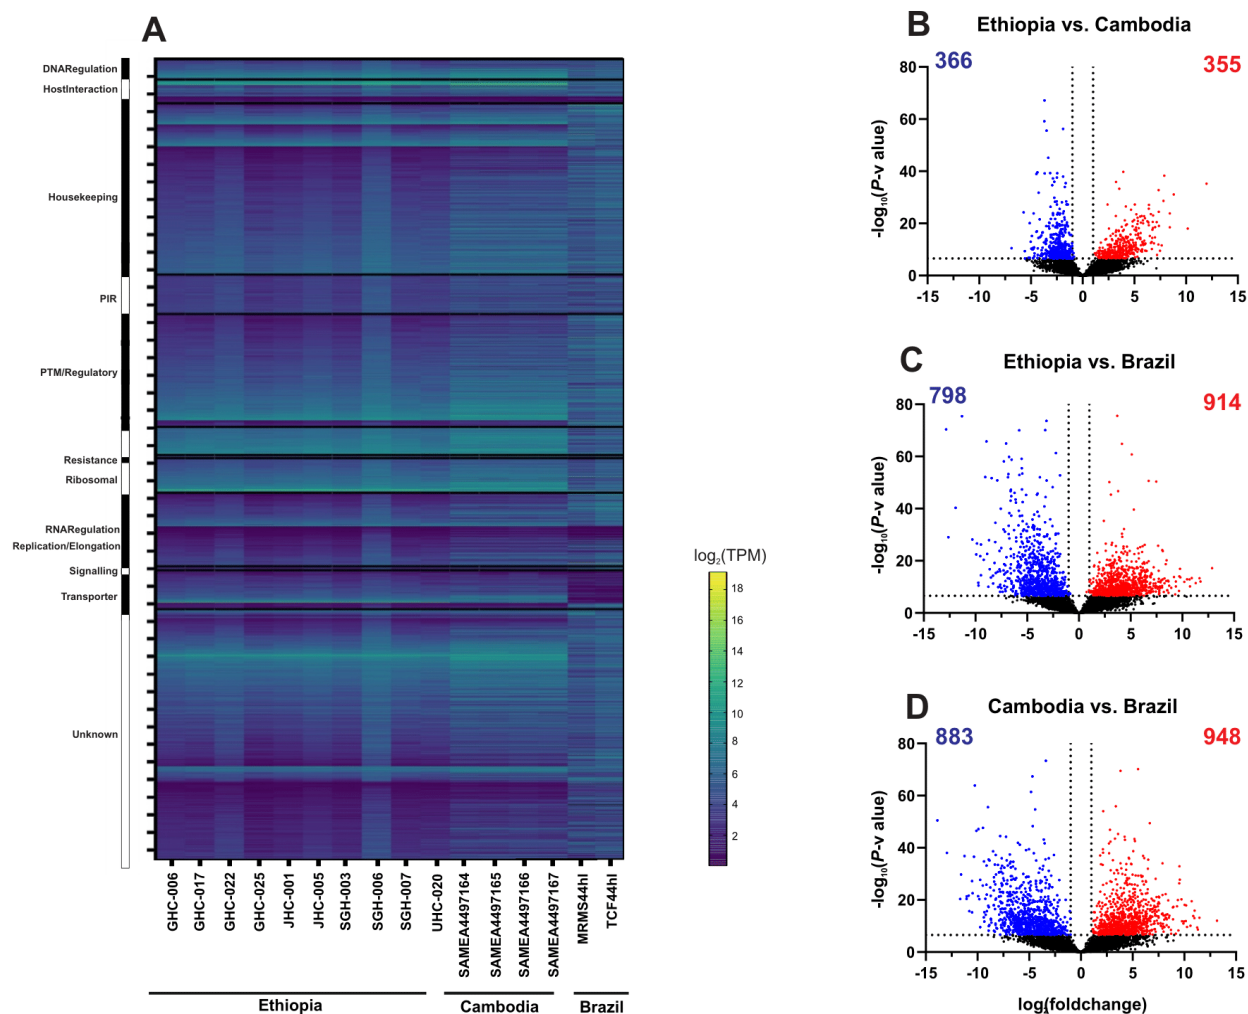 A
DNARegulation
HostInteraction
Housekeeping
PIR
PTM/Regulatory
Resistance
Ribosomal
RNARegulation
Replication/Elongation
Signalling
Transporter
Unknown
GHC-006
GHC-017
GHC-022
GHC-025
JHC-001
JHC-005
SGH-003
SGH-006
SGH-007
UHC-020
SAMEA4497164
SAMEA4497165
SAMEA4497166
SAMEA4497167
MRMS44hl
TCF44hl
Ethiopia
Cambodia
Brazil
log₂(TPM)
18
16
14
12
10
8
6
4
2
B
Ethiopia vs. Cambodia
366
355
80
60
40
20
0
-log₁₀(P-v alue)
-15 -10 -5 0 5 10 15
C
Ethiopia vs. Brazil
798
914
80
60
40
20
0
-log₁₀(P-v alue)
-15 -10 -5 0 5 10 15
D
Cambodia vs. Brazil
883
948
80
60
40
20
0
-log₁₀(P-v alue)
-15 -10 -5 0 5 10 15
log₂(foldchange)